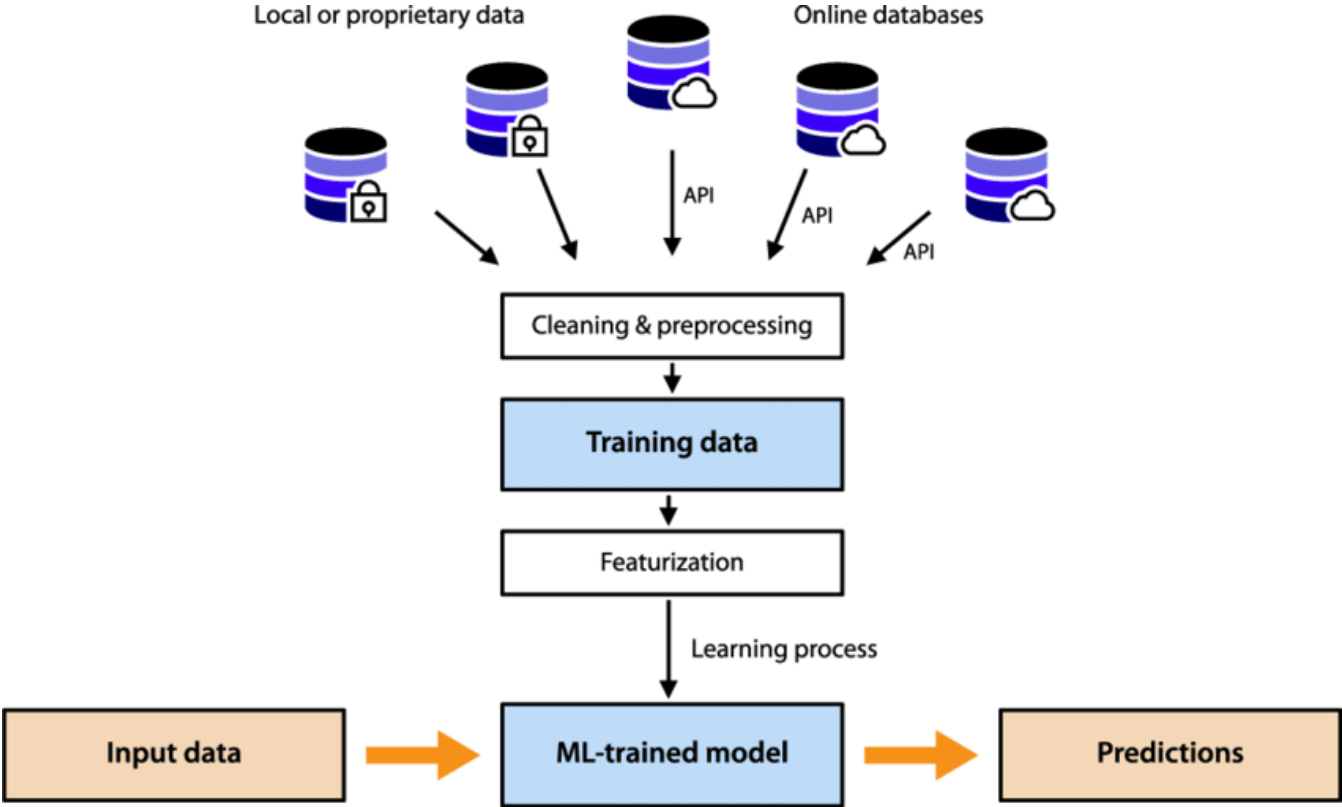 Local or proprietary data
Online databases
API
API
API
Cleaning & preprocessing
Training data
Featurization
Learning process
Input data
ML-trained model
Predictions